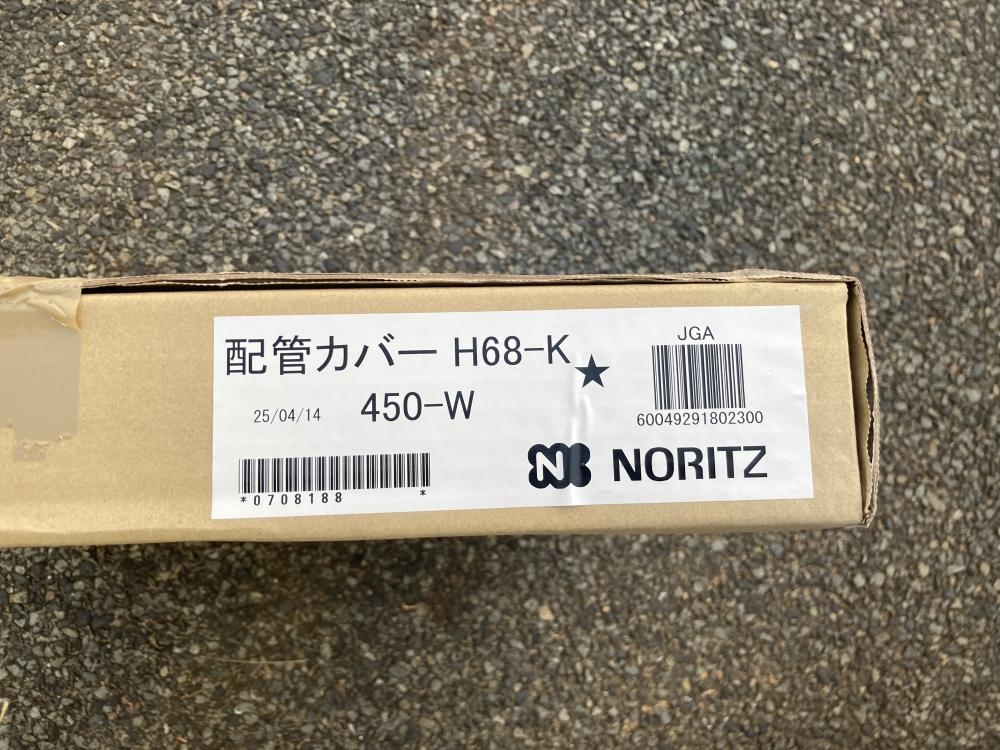 配管カバー H68-K★
25/04/14 450-W
*0708188 *
JGA
60049291802300
N NORITZ